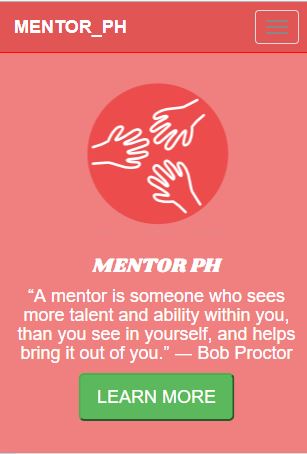 MENTOR_PH
MENTOR PH
“A mentor is someone who sees
more talent and ability within you,
than you see in yourself, and helps
bring it out of you.” — Bob Proctor
LEARN MORE